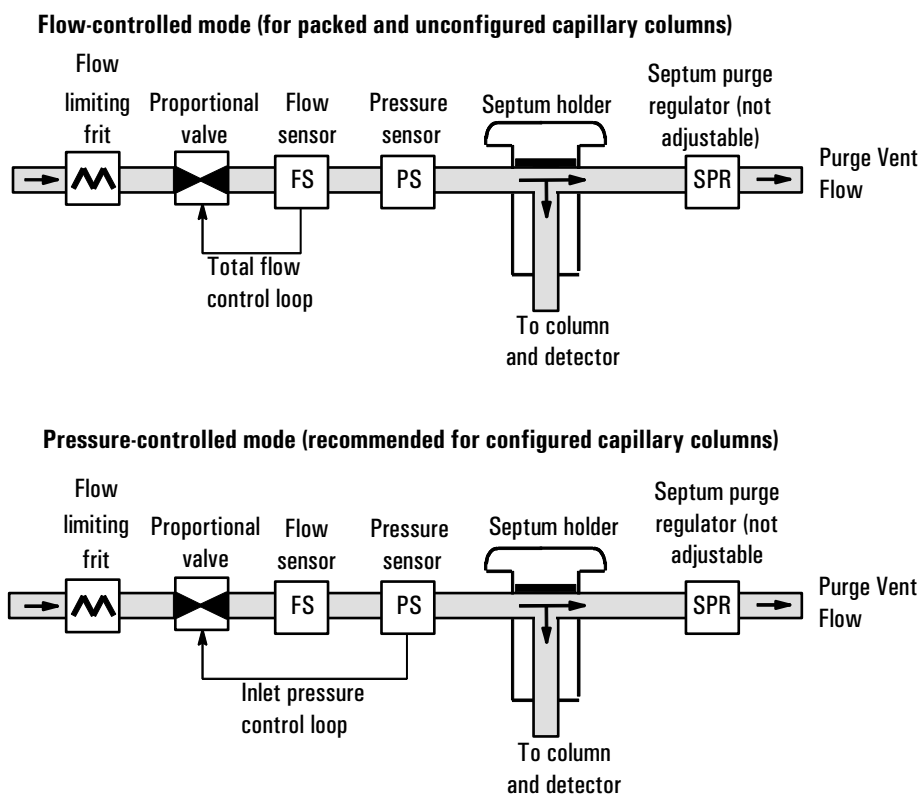 Flow-controlled mode (for packed and unconfigured capillary columns)
Flow
limiting
frit
Proportional
valve
Flow
sensor
Pressure
sensor
Septum holder
Septum purge
regulator (not
adjustable)
FS
PS
SPR
Purge Vent
Flow
Total flow
control loop
To column
and detector
Pressure-controlled mode (recommended for configured capillary columns)
Flow
limiting
frit
Proportional
valve
Flow
sensor
Pressure
sensor
Septum holder
Septum purge
regulator (not
adjustable
FS
PS
SPR
Purge Vent
Flow
Inlet pressure
control loop
To column
and detector